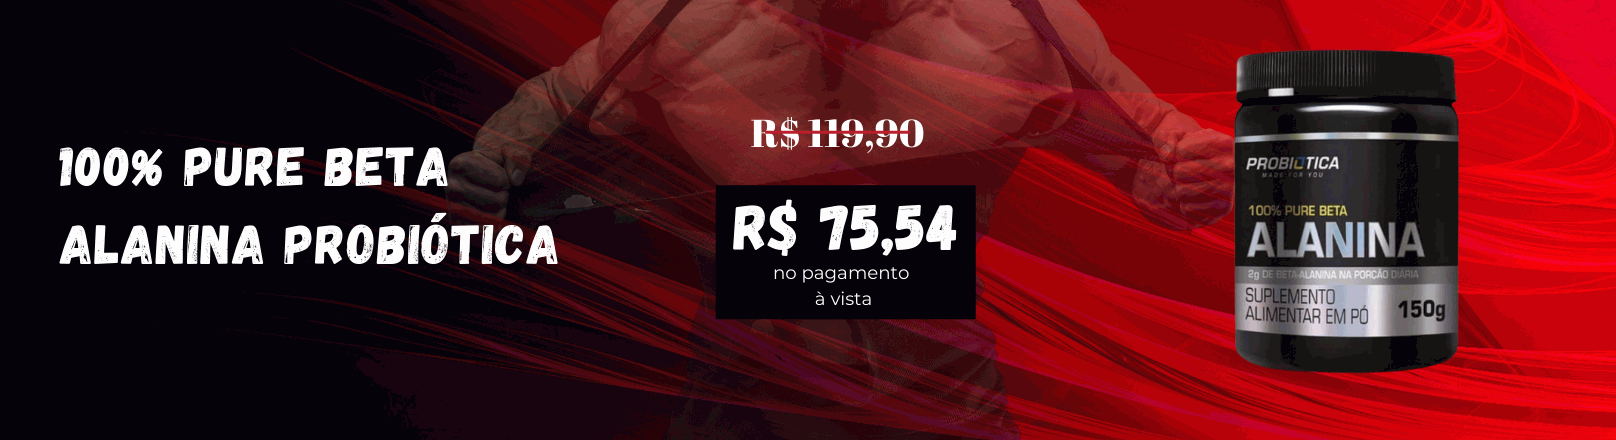 100% PURE BETA
ALANINA PROBIÓTICA
R$ 119,90
R$ 75,54
no pagamento
à vista
PROBIOTICA
MADE FOR YOU
100% PURE BETA
ALANINA
2g DE BETA-ALANINA NA PORÇÃO DIÁRIA
SUPLEMENTO
ALIMENTAR EM PÓ
150g